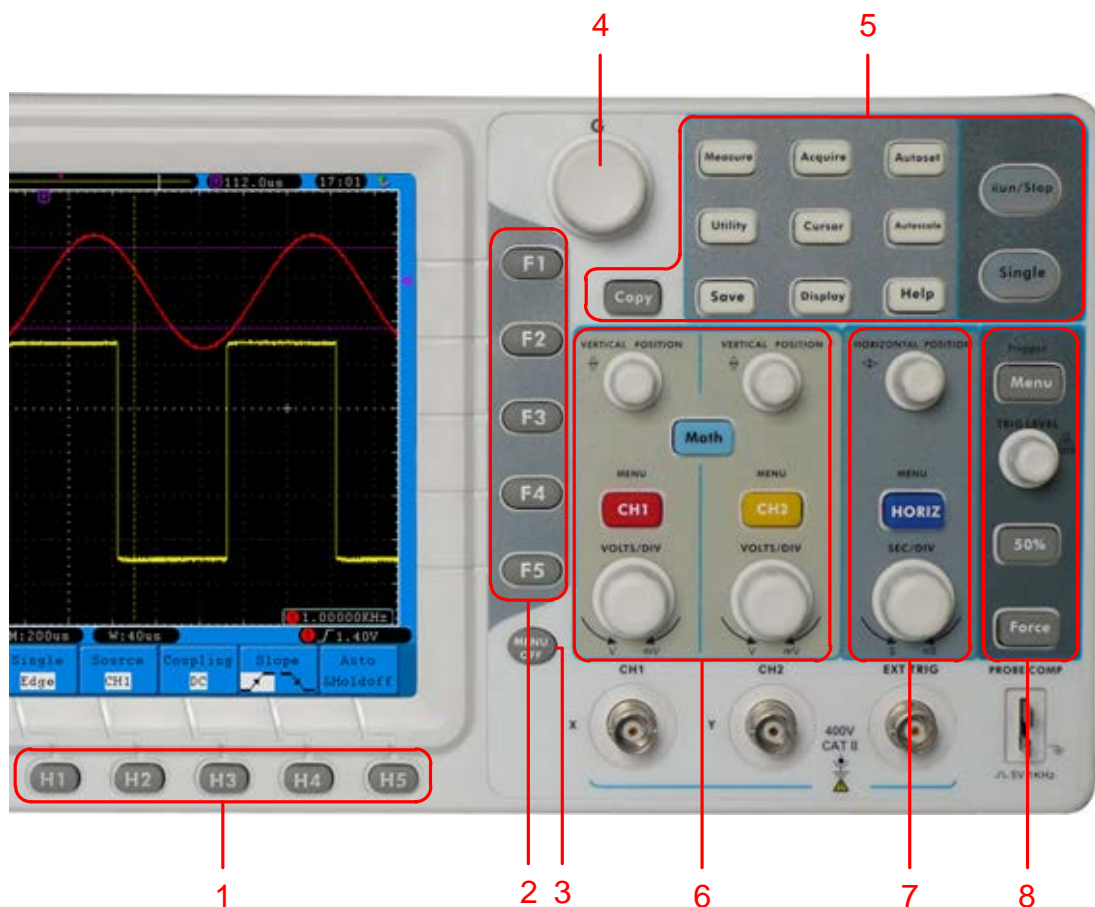 4
5
G
Measure
Acquire
Autoset
Run/Stop
112.0us
17:01
Utility
Cursor
Autoscale
Single
F1
Copy
Save
Display
Help
F2
VERTICAL POSITION
VERTICAL POSITION
HORIZONTAL POSITION
Trigger
Menu
F3
Math
TRIG LEVEL
MENU
MENU
MENU
F4
CH1
CH2
HORIZ
50%
VOLTS/DIV
VOLTS/DIV
SEC/DIV
F5
1.00000KHz
Force
M:200us
W:40us
1.40V
MENU OFF
V mV
V mV
S nS
Single
Source
Coupling
Slope
Auto
Edge
CH1
DC
&Holdoff
CH1
CH2
EXT TRIG
PROBE COMP
X
Y
400V
CAT II
5V 1KHz
H1
H2
H3
H4
H5
1
2
3
6
7
8